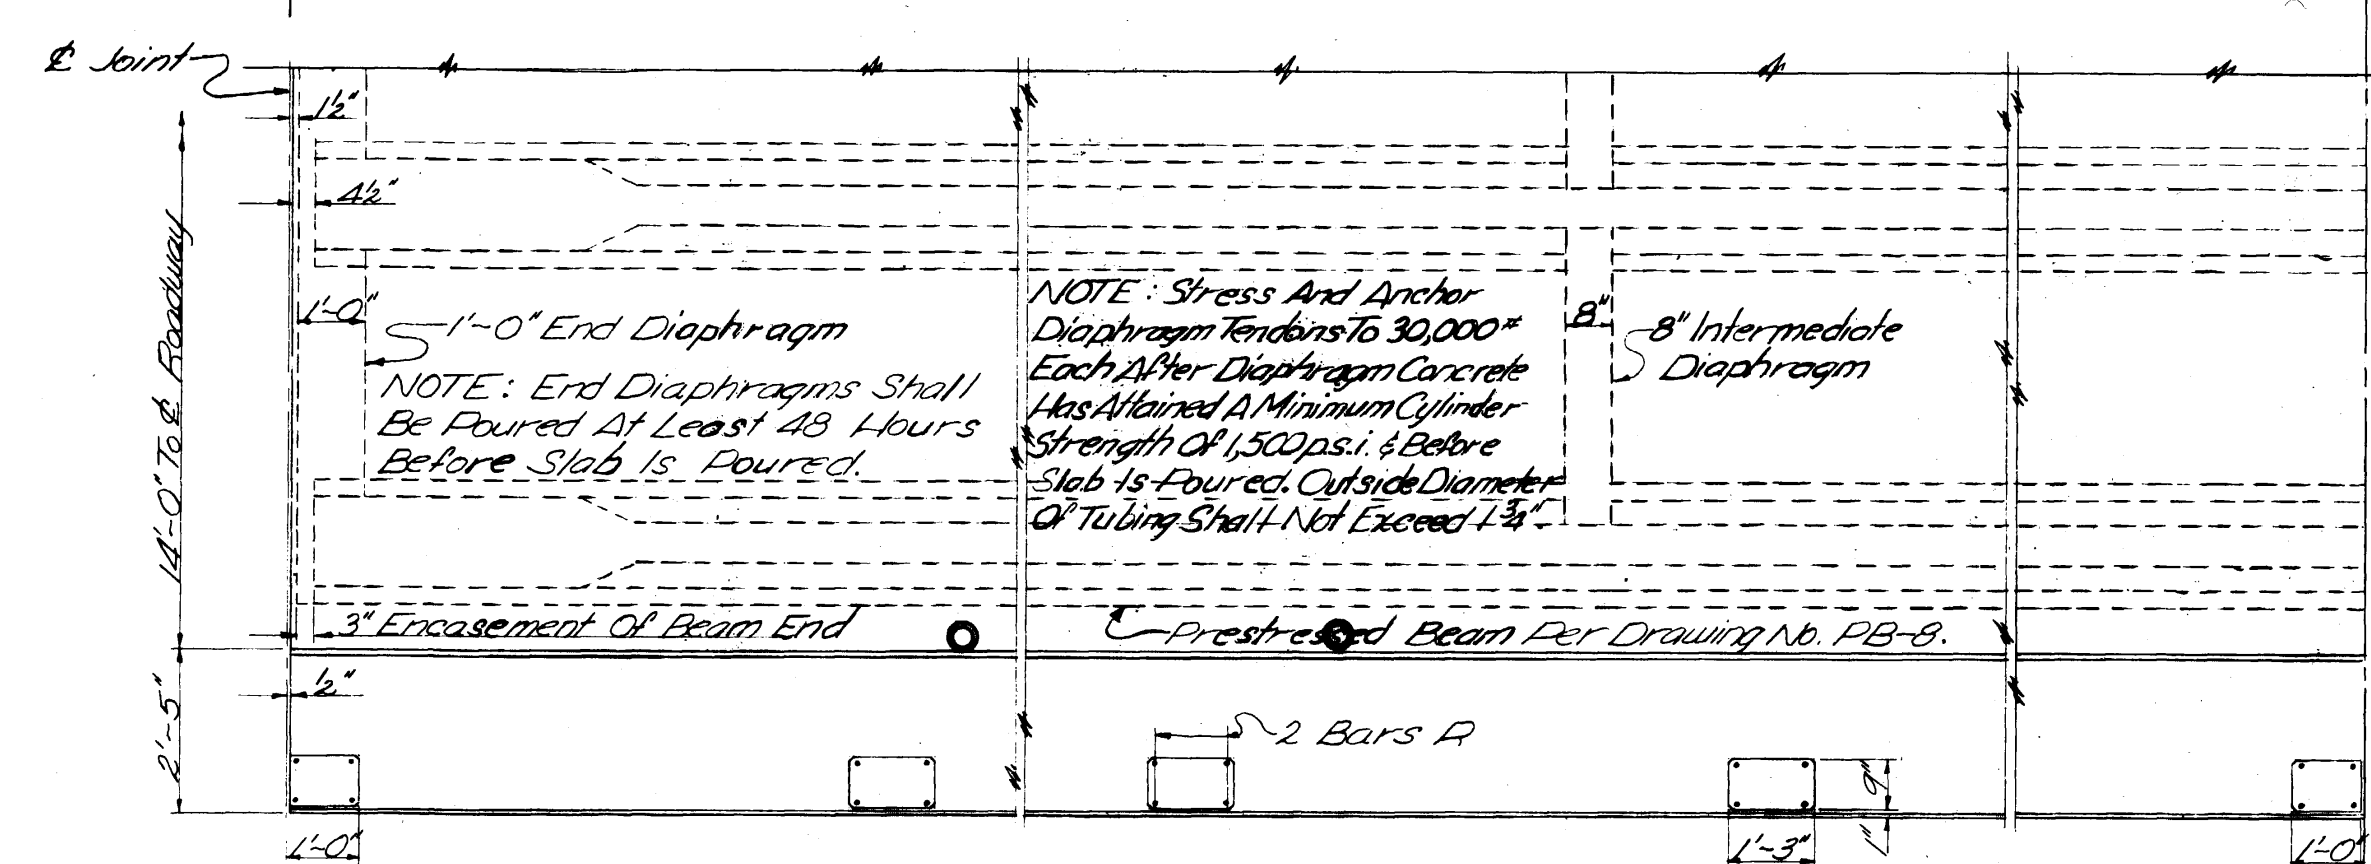 ℄ Joint
1½"
4½"
14'-0" To ℄ Roadway
1'-0"
1'-0" End Diaphragm
NOTE: End Diaphragms Shall
Be Poured At Least 48 Hours
Before Slab Is Poured.
NOTE: Stress And Anchor
Diaphragm Tendons To 30,000#
Each After Diaphragm Concrete
Has Attained A Minimum Cylinder
Strength Of 1,500 p.s.i. & Before
Slab Is Poured. Outside Diameter
Of Tubing Shall Not Exceed 1¾".
8"
8" Intermediate
Diaphragm
3" Encasement Of Beam End
Prestressed Beam Per Drawing No. PB-8.
½"
2'-5"
2 Bars D
9"
1"
1'-0"
1'-3"
1'-0"